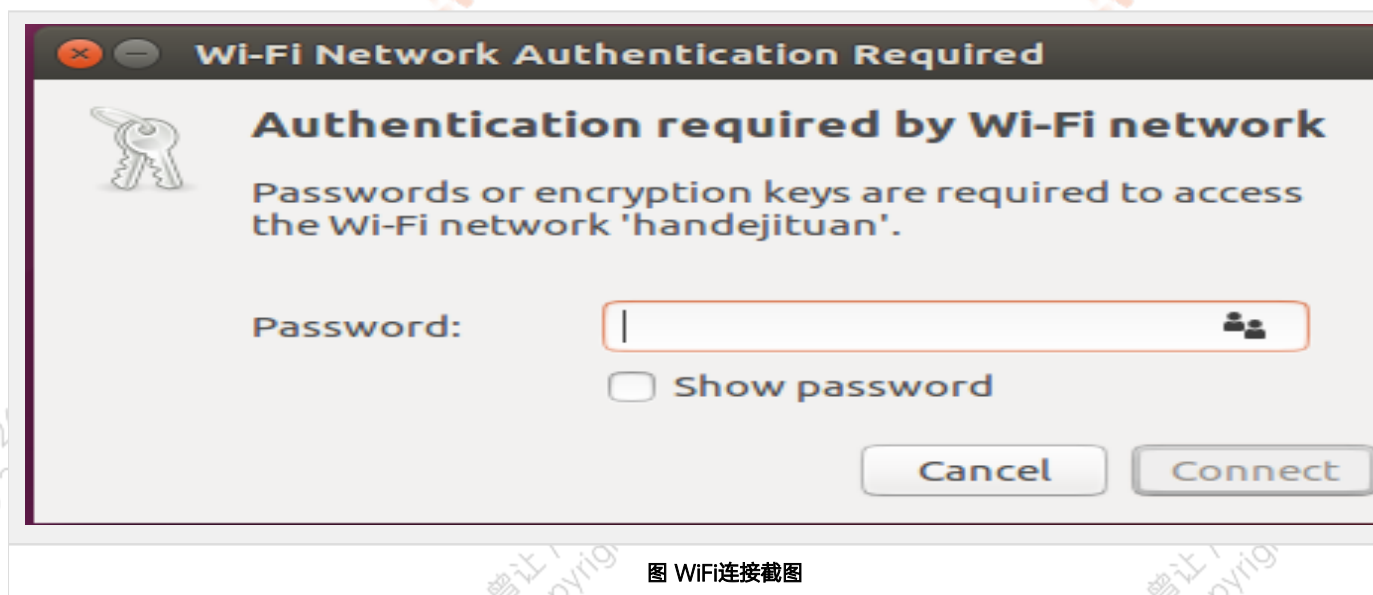 Wi-Fi Network Authentication Required
Authentication required by Wi-Fi network
Passwords or encryption keys are required to access
the Wi-Fi network 'handejituan'.
Password:
Show password
Cancel
Connect
图 WiFi连接截图